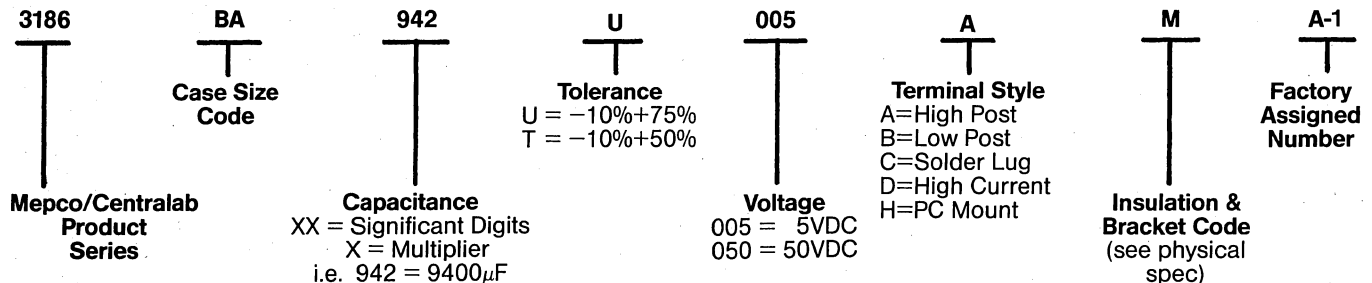 3186 BA 942 U 005 A M A-1
Case Size
Code
Tolerance
U = −10%+75%
T = −10%+50%
Terminal Style
A=High Post
B=Low Post
C=Solder Lug
D=High Current
H=PC Mount
Factory
Assigned
Number
Mepco/Centralab
Product
Series
Capacitance
XX = Significant Digits
X = Multiplier
i.e. 942 = 9400µF
Voltage
005 = 5VDC
050 = 50VDC
Insulation &
Bracket Code
(see physical
spec)